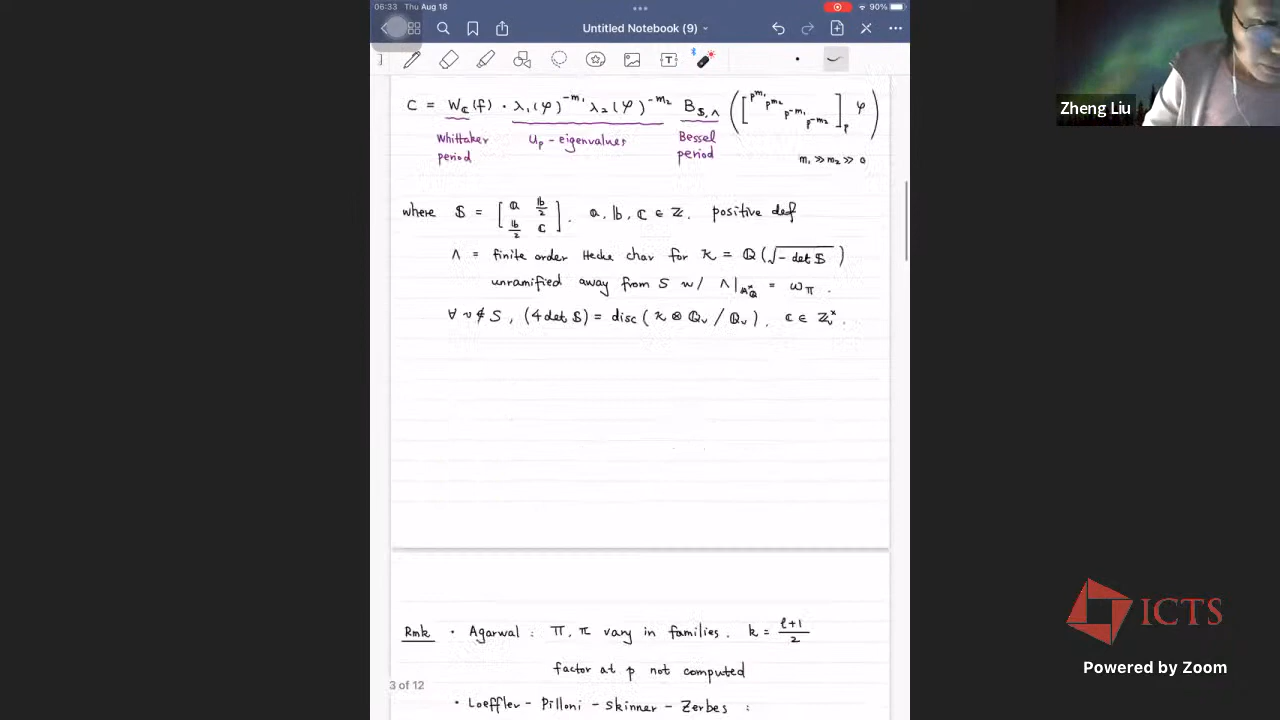 06:33 Thu Aug 18
90%
Untitled Notebook (9)
C = W_ℂ(f) · λ₁(φ)^{-m₁} λ₂(φ)^{-m₂} B_{𝕊,Λ} ( [ p^{m₁} p^{m₂} p^{-m₁} p^{-m₂} ]_p φ )
Whittaker period
U_p - eigenvalues
Bessel period
m₁ >> m₂ >> 0
where 𝕊 = [ 𝕒 𝕓/2 ; 𝕓/2 ℂ ] , 𝕒, 𝕓, ℂ ∈ ℤ, positive def
Λ = finite order Hecke char for K = ℚ(√(- det 𝕊))
unramified away from S w/ Λ|_{𝔸^×_ℚ} = ω_Π .
∀ v ∉ S, (4 det 𝕊) = disc( K ⊗ ℚ_v / ℚ_v ) , ℂ ∈ ℤ_v^× .
Rmk · Agarwal : Π, π vary in families. k = (ℓ+1)/2
factor at p not computed
· Loeffler - Pilloni - Skinner - Zerbes :
3 of 12
Zheng Liu
ICTS
Powered by Zoom